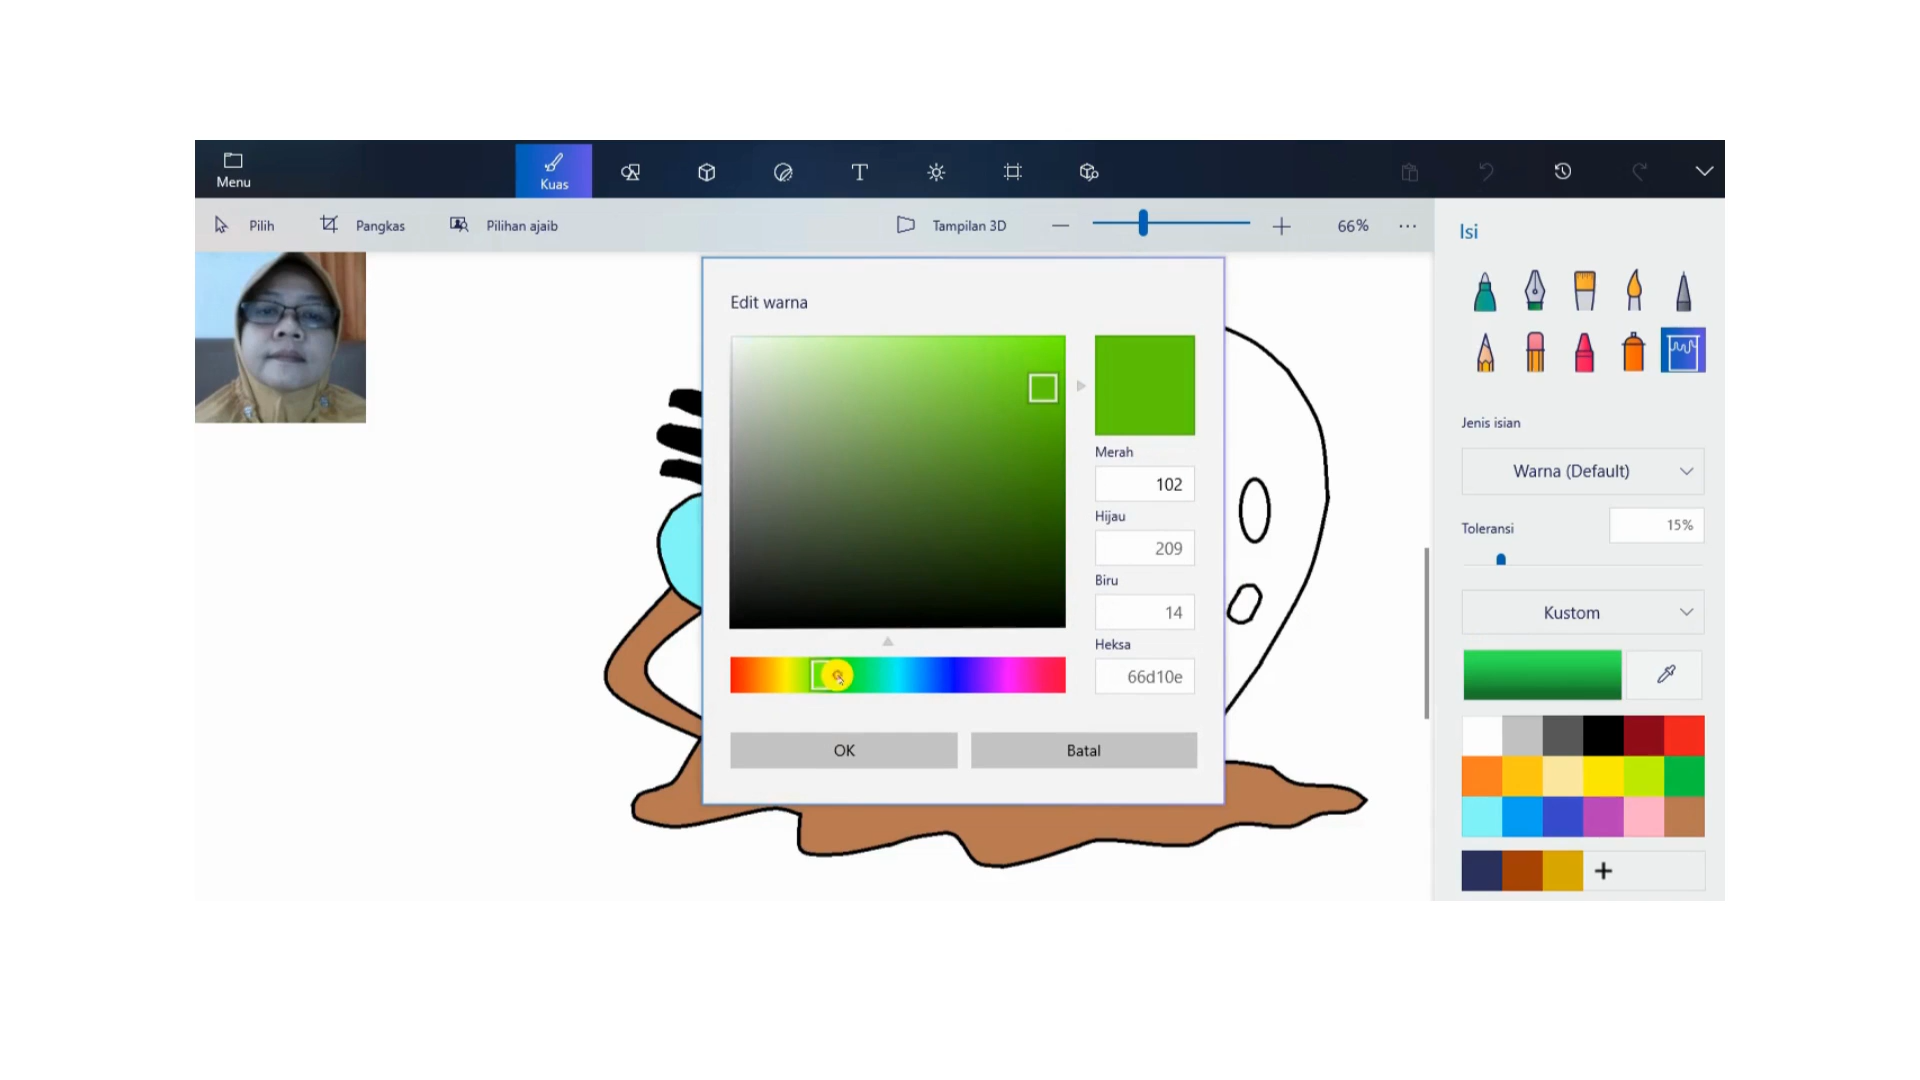 Menu
Kuas
T
Pilih
Pangkas
Pilihan ajaib
Tampilan 3D
66%
Isi
Edit warna
Merah
102
Hijau
209
Biru
14
Heksa
66d10e
OK
Batal
Jenis isian
Warna (Default)
Toleransi
15%
Kustom